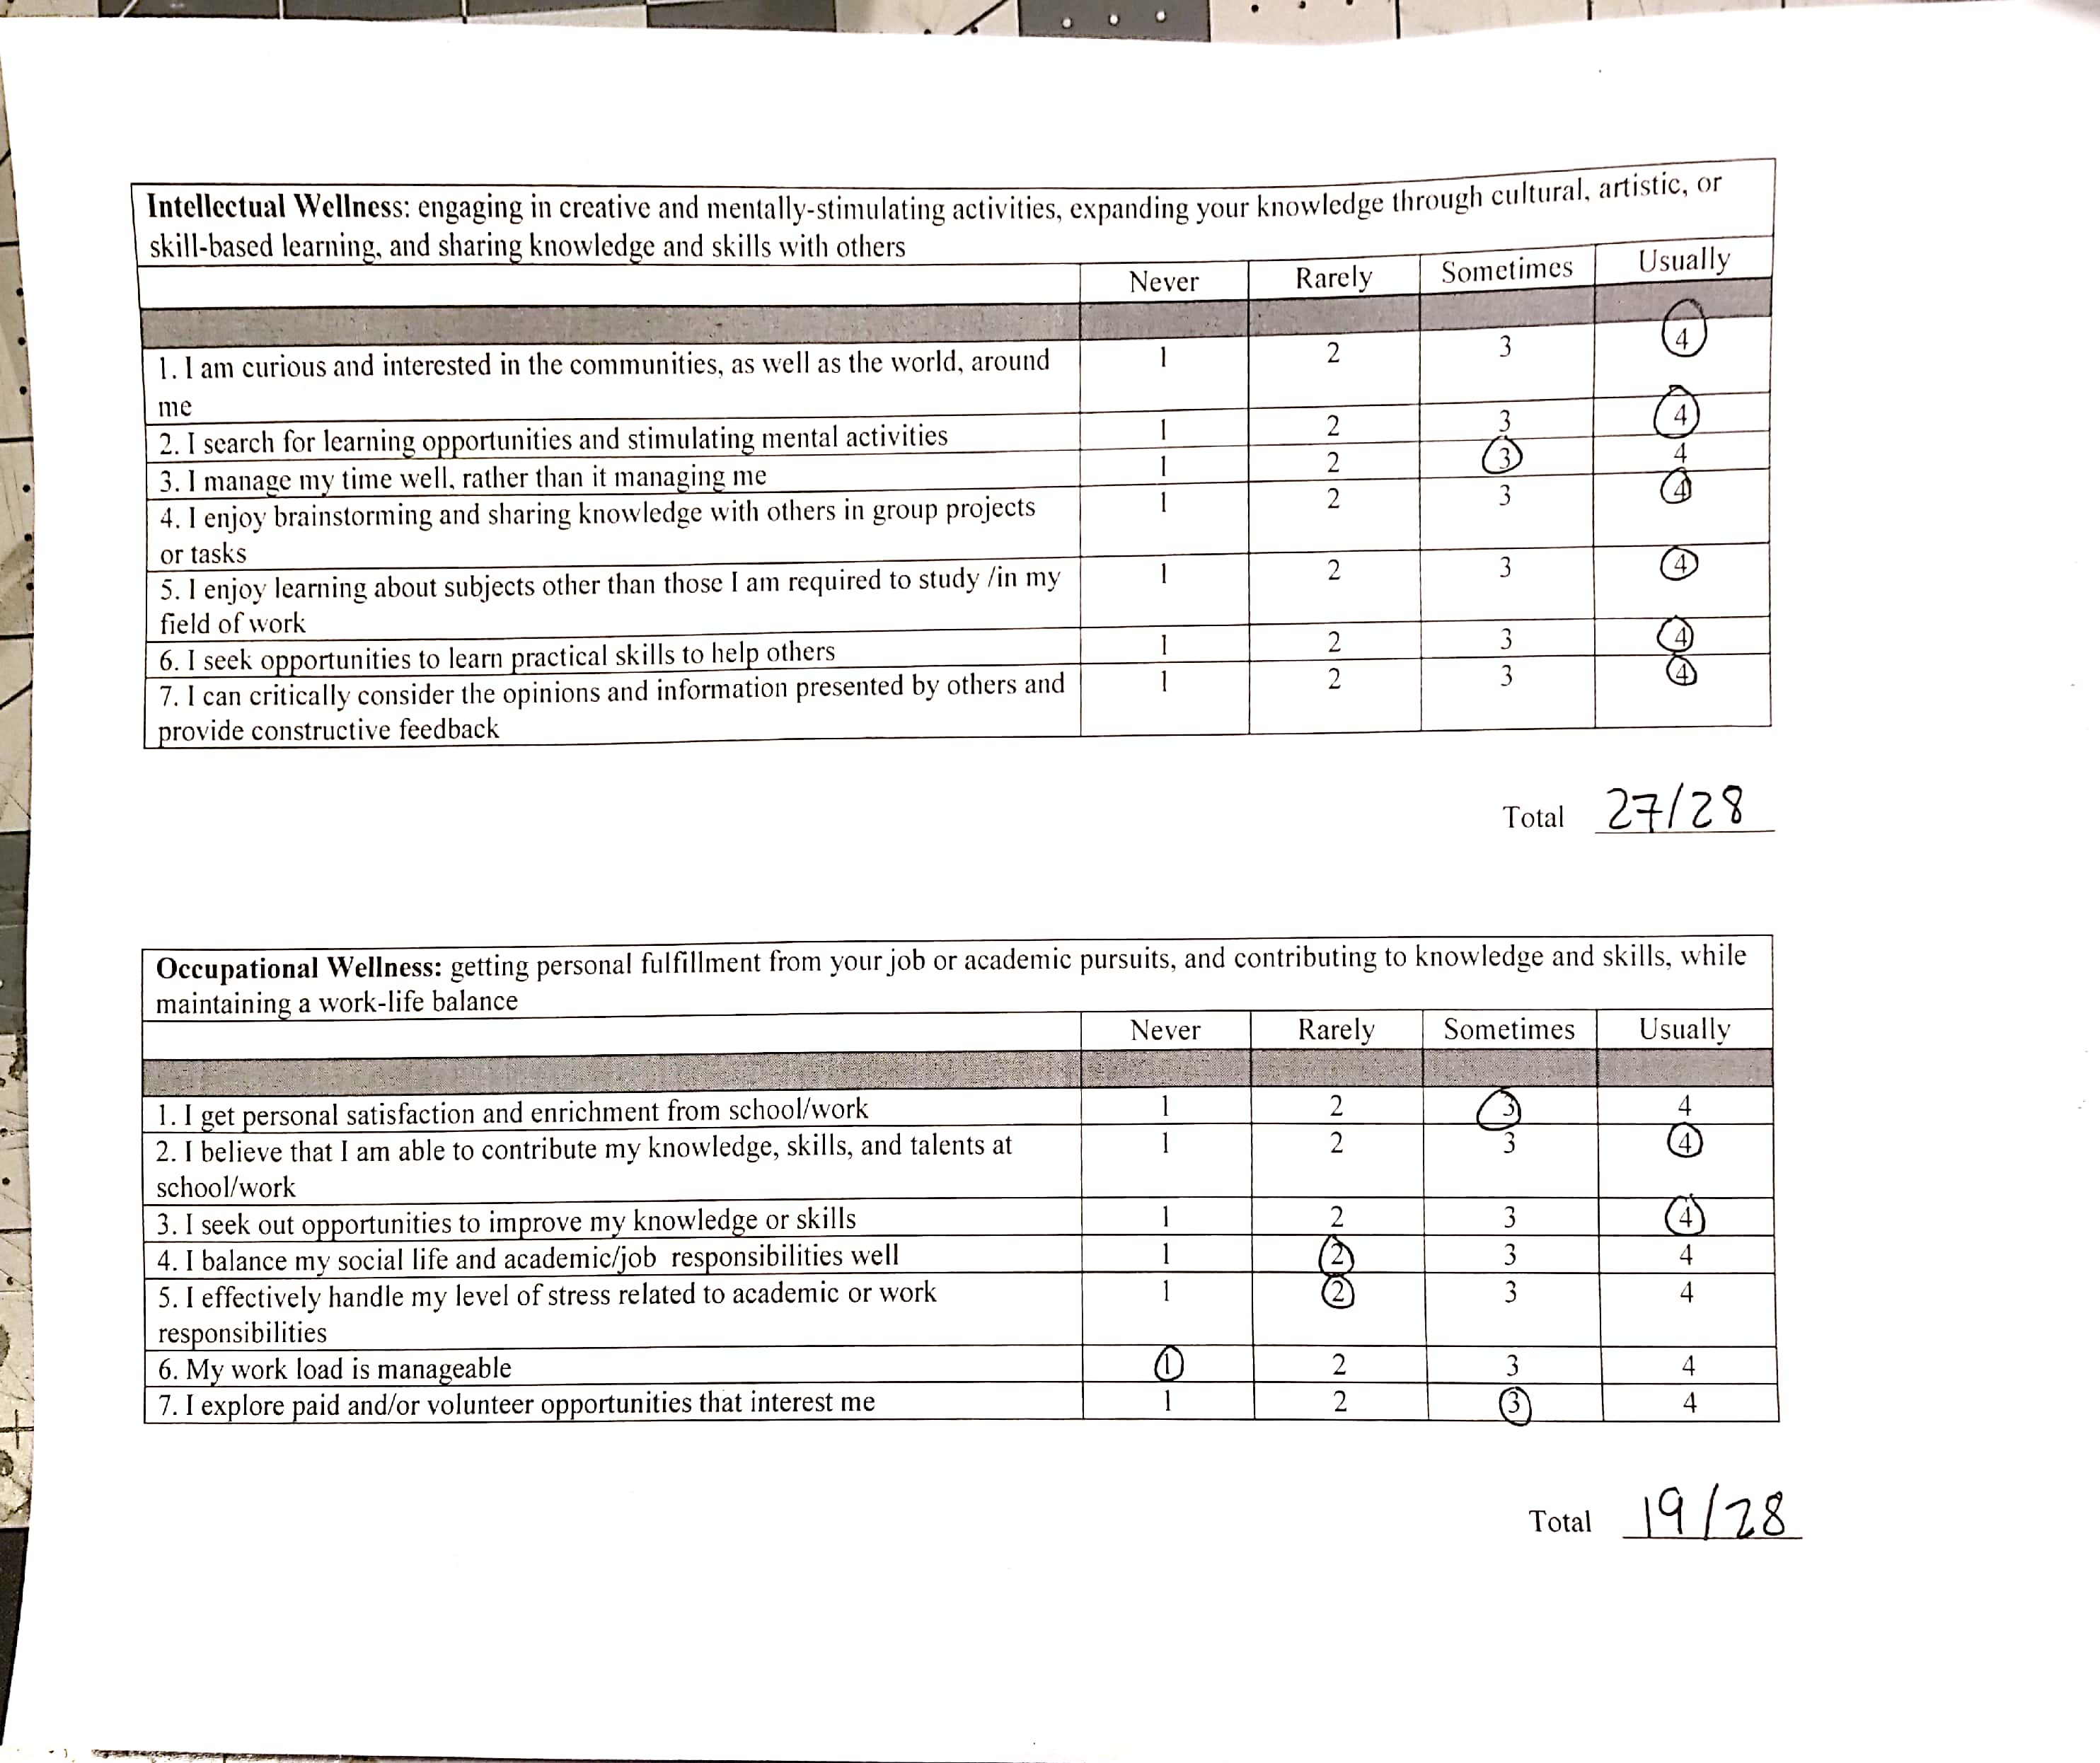 Intellectual Wellness: engaging in creative and mentally-stimulating activities, expanding your knowledge through cultural, artistic, or
skill-based learning, and sharing knowledge and skills with others
Never Rarely Sometimes Usually
1. I am curious and interested in the communities, as well as the world, around 1 2 3 4
me
2. I search for learning opportunities and stimulating mental activities 1 2 3 4
3. I manage my time well, rather than it managing me 1 2 3 4
4. I enjoy brainstorming and sharing knowledge with others in group projects 1 2 3 4
or tasks
5. I enjoy learning about subjects other than those I am required to study /in my 1 2 3 4
field of work
6. I seek opportunities to learn practical skills to help others 1 2 3 4
7. I can critically consider the opinions and information presented by others and 1 2 3 4
provide constructive feedback
Total 27/28
Occupational Wellness: getting personal fulfillment from your job or academic pursuits, and contributing to knowledge and skills, while
maintaining a work-life balance
Never Rarely Sometimes Usually
1. I get personal satisfaction and enrichment from school/work 1 2 3 4
2. I believe that I am able to contribute my knowledge, skills, and talents at 1 2 3 4
school/work
3. I seek out opportunities to improve my knowledge or skills 1 2 3 4
4. I balance my social life and academic/job responsibilities well 1 2 3 4
5. I effectively handle my level of stress related to academic or work 1 2 3 4
responsibilities
6. My work load is manageable 1 2 3 4
7. I explore paid and/or volunteer opportunities that interest me 1 2 3 4
Total 19/28